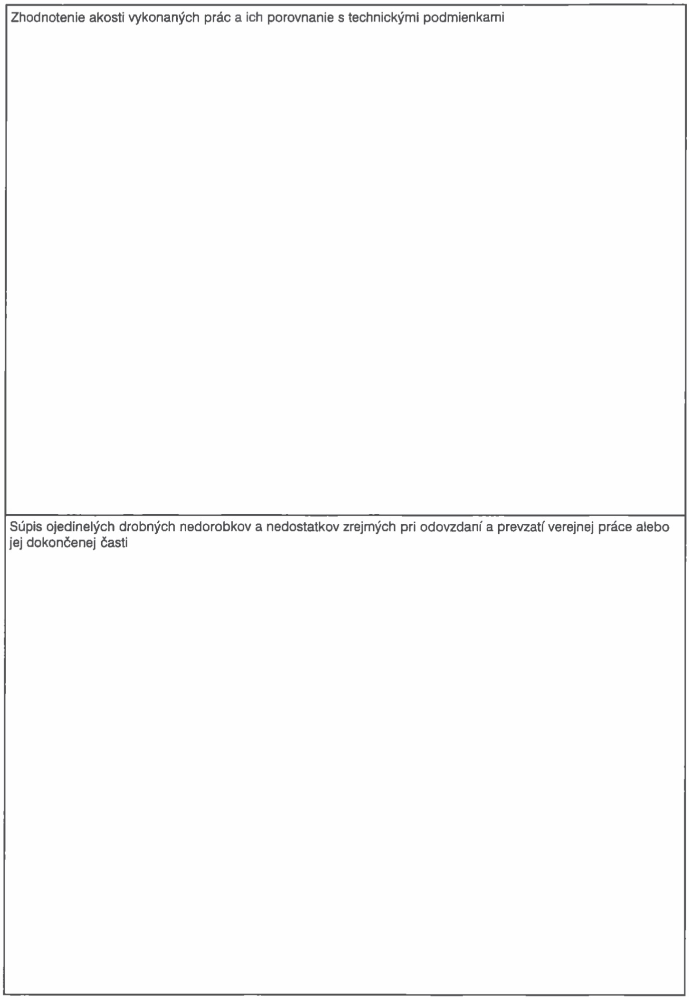 Zhodnotenie akosti vykonaných prác a ich porovnanie s technickými podmienkami
Súpis ojedinelých drobných nedorobkov a nedostatkov zrejmých pri odovzdaní a prevzatí verejnej práce alebo
jej dokončenej časti